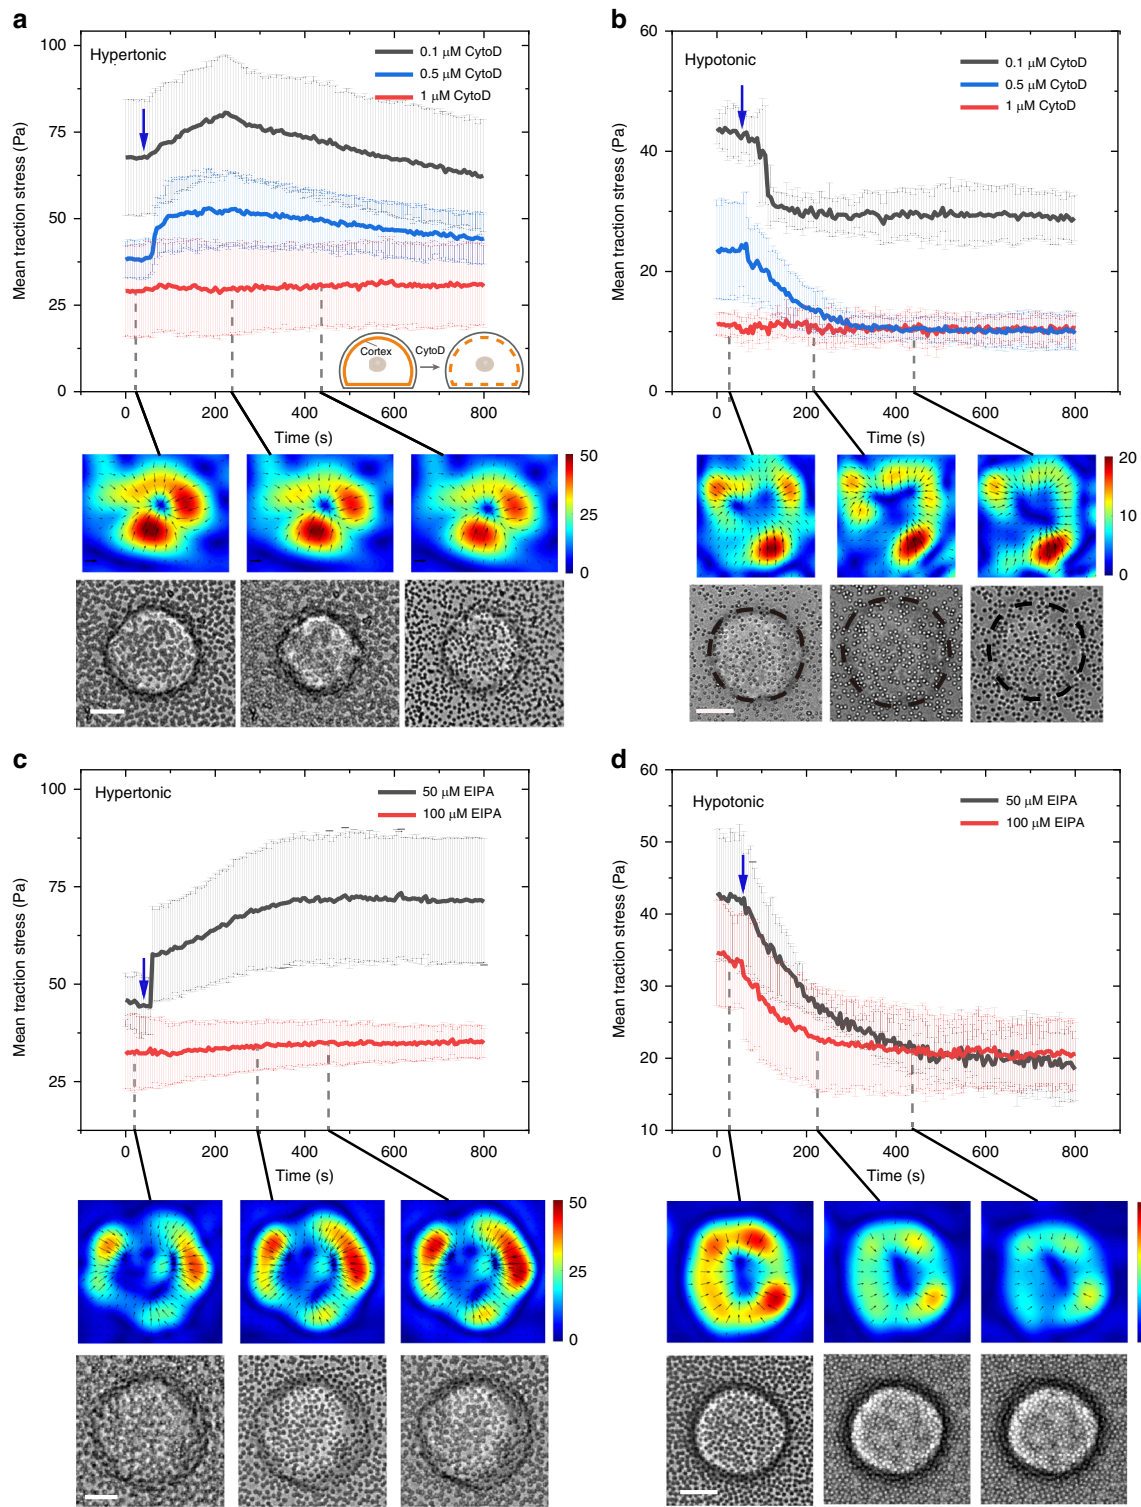 a
Hypertonic
0.1 μM CytoD
0.5 μM CytoD
1 μM CytoD
Mean traction stress (Pa)
100
75
50
25
0
Cortex
CytoD
0 200 400 600 800
Time (s)
50
25
0
b
Hypotonic
0.1 μM CytoD
0.5 μM CytoD
1 μM CytoD
Mean traction stress (Pa)
60
40
20
0
0 200 400 600 800
Time (s)
20
10
0
c
Hypertonic
50 μM EIPA
100 μM EIPA
Mean traction stress (Pa)
100
75
50
25
0 200 400 600 800
Time (s)
50
25
0
d
Hypotonic
50 μM EIPA
100 μM EIPA
Mean traction stress (Pa)
60
50
40
30
20
10
0 200 400 600 800
Time (s)